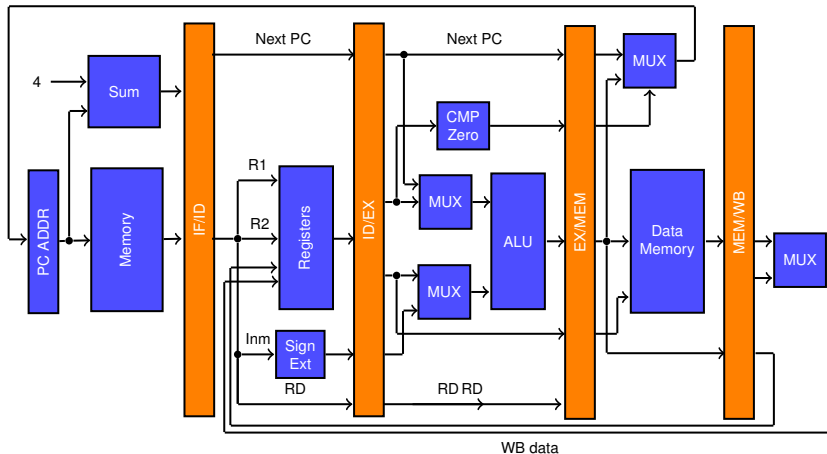 Next PC
Next PC
MUX
4
Sum
CMP
Zero
R1
PC ADDR
Memory
IF/ID
R2
Registers
ID/EX
MUX
ALU
EX/MEM
Data
Memory
MEM/WB
MUX
MUX
Inm
Sign
Ext
RD
RD RD
WB data